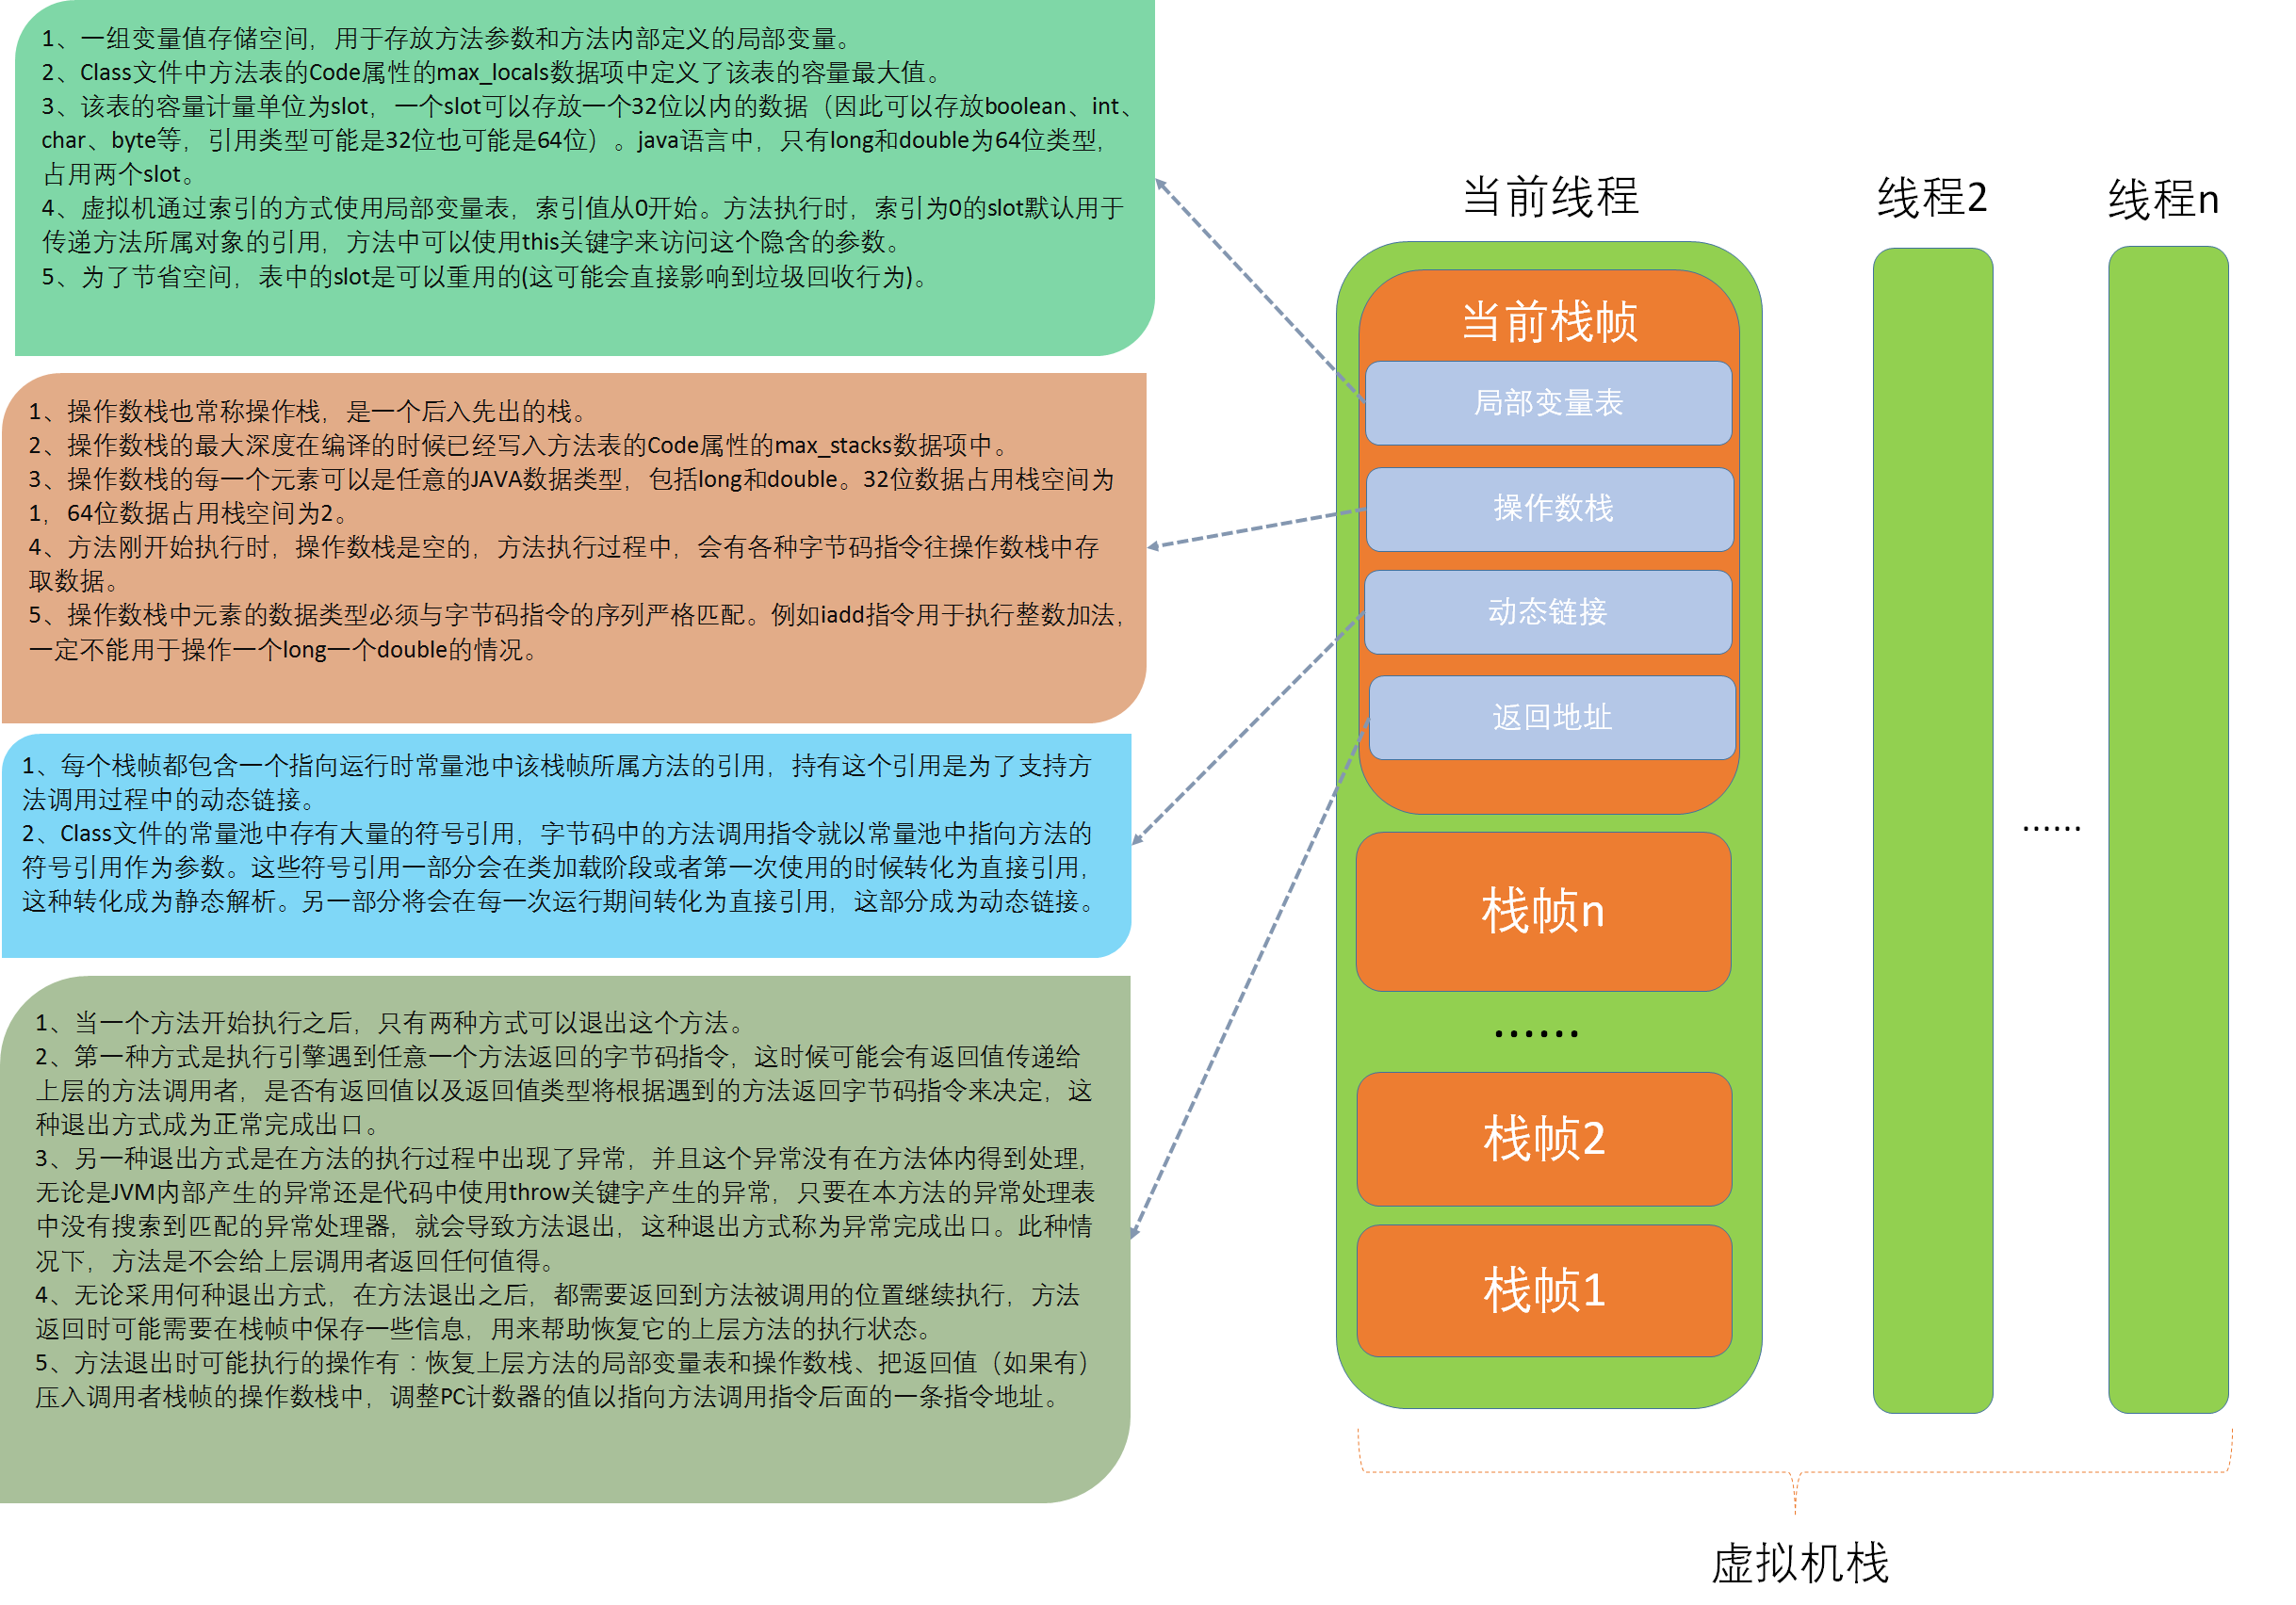 1、一组变量值存储空间，用于存放方法参数和方法内部定义的局部变量。
2、Class文件中方法表的Code属性的max_locals数据项中定义了该表的容量最大值。
3、该表的容量计量单位为slot，一个slot可以存放一个32位以内的数据（因此可以存放boolean、int、
char、byte等，引用类型可能是32位也可能是64位）。java语言中，只有long和double为64位类型，
占用两个slot。
4、虚拟机通过索引的方式使用局部变量表，索引值从0开始。方法执行时，索引为0的slot默认用于
传递方法所属对象的引用，方法中可以使用this关键字来访问这个隐含的参数。
5、为了节省空间，表中的slot是可以重用的(这可能会直接影响到垃圾回收行为)。
1、操作数栈也常称操作栈，是一个后入先出的栈。
2、操作数栈的最大深度在编译的时候已经写入方法表的Code属性的max_stacks数据项中。
3、操作数栈的每一个元素可以是任意的JAVA数据类型，包括long和double。32位数据占用栈空间为
1，64位数据占用栈空间为2。
4、方法刚开始执行时，操作数栈是空的，方法执行过程中，会有各种字节码指令往操作数栈中存
取数据。
5、操作数栈中元素的数据类型必须与字节码指令的序列严格匹配。例如iadd指令用于执行整数加法，
一定不能用于操作一个long一个double的情况。
1、每个栈帧都包含一个指向运行时常量池中该栈帧所属方法的引用，持有这个引用是为了支持方
法调用过程中的动态链接。
2、Class文件的常量池中存有大量的符号引用，字节码中的方法调用指令就以常量池中指向方法的
符号引用作为参数。这些符号引用一部分会在类加载阶段或者第一次使用的时候转化为直接引用，
这种转化成为静态解析。另一部分将会在每一次运行期间转化为直接引用，这部分成为动态链接。
1、当一个方法开始执行之后，只有两种方式可以退出这个方法。
2、第一种方式是执行引擎遇到任意一个方法返回的字节码指令，这时候可能会有返回值传递给
上层的方法调用者，是否有返回值以及返回值类型将根据遇到的方法返回字节码指令来决定，这
种退出方式成为正常完成出口。
3、另一种退出方式是在方法的执行过程中出现了异常，并且这个异常没有在方法体内得到处理，
无论是JVM内部产生的异常还是代码中使用throw关键字产生的异常，只要在本方法的异常处理表
中没有搜索到匹配的异常处理器，就会导致方法退出，这种退出方式称为异常完成出口。此种情
况下，方法是不会给上层调用者返回任何值得。
4、无论采用何种退出方式，在方法退出之后，都需要返回到方法被调用的位置继续执行，方法
返回时可能需要在栈帧中保存一些信息，用来帮助恢复它的上层方法的执行状态。
5、方法退出时可能执行的操作有：恢复上层方法的局部变量表和操作数栈、把返回值（如果有）
压入调用者栈帧的操作数栈中，调整PC计数器的值以指向方法调用指令后面的一条指令地址。
当前线程
线程2
线程n
当前栈帧
局部变量表
操作数栈
动态链接
返回地址
......
栈帧n
......
栈帧2
栈帧1
虚拟机栈